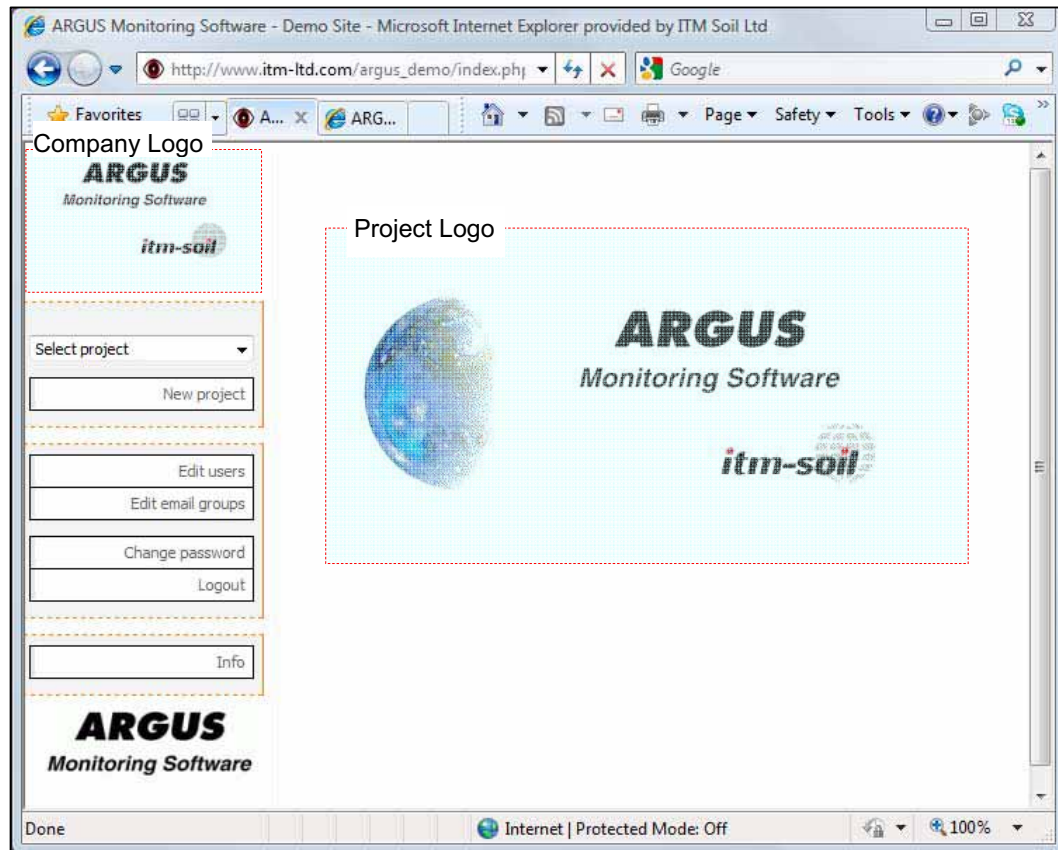 ARGUS Monitoring Software - Demo Site - Microsoft Internet Explorer provided by ITM Soil Ltd
http://www.itm-ltd.com/argus_demo/index.ph
Google
Favorites
A...
ARG...
Page
Safety
Tools
Company Logo
ARGUS
Monitoring Software
itm-soil
Project Logo
ARGUS
Monitoring Software
itm-soil
Select project
New project
Edit users
Edit email groups
Change password
Logout
Info
ARGUS
Monitoring Software
Done
Internet | Protected Mode: Off
100%